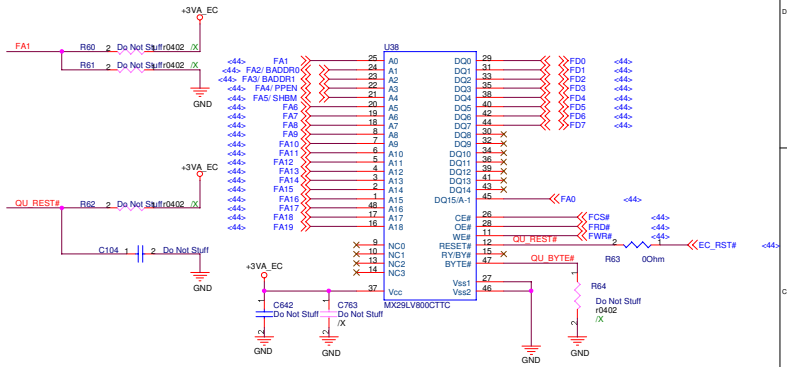 +3VA_EC
D
FA1
R60 2 Do Not Stuff r0402 /X
R61 2 Do Not Stuff r0402 /X
GND
U38
<44> FA1 25 A0 DQ0 29 FD0 <44>
<44> FA2/ BADDR0 24 A1 DQ1 31 FD1 <44>
<44> FA3/ BADDR1 23 A2 DQ2 33 FD2 <44>
<44> FA4/ PPEN 22 A3 DQ3 35 FD3 <44>
<44> FA5/ SHBM 21 A4 DQ4 38 FD4 <44>
<44> FA6 20 A5 DQ5 40 FD5 <44>
<44> FA7 19 A6 DQ6 42 FD6 <44>
<44> FA8 18 A7 DQ7 44 FD7 <44>
<44> FA9 8 A8 DQ8 30
<44> FA10 7 A9 DQ9 32
<44> FA11 6 A10 DQ10 34
<44> FA12 5 A11 DQ11 36
<44> FA13 4 A12 DQ12 39
<44> FA14 3 A13 DQ13 41
<44> FA15 2 A14 DQ14 43
<44> FA16 1 A15 DQ15/A-1 45 FA0 <44>
<44> FA17 48 A16
<44> FA18 17 A17 CE# 26 FCS# <44>
<44> FA19 16 A18 OE# 28 FRD# <44>
WE# 11 FWR# <44>
9 NC0 RESET# 12 QU_REST# 2 1 EC_RST# <44>
R63 0Ohm
10 NC1 RY/BY# 15
13 NC2 BYTE# 47 QU_BYTE#
14 NC3
37 Vcc Vss1 27
Vss2 46
MX29LV800CTTC
+3VA_EC
QU_REST#
R62 2 Do Not Stuff r0402 /X
C104 1 2 Do Not Stuff
GND
+3VA_EC
1
C642
Do Not Stuff
2
GND
1
C763
Do Not Stuff
/X
2
GND
GND
1
R64
Do Not Stuff
r0402
/X
2
GND
C